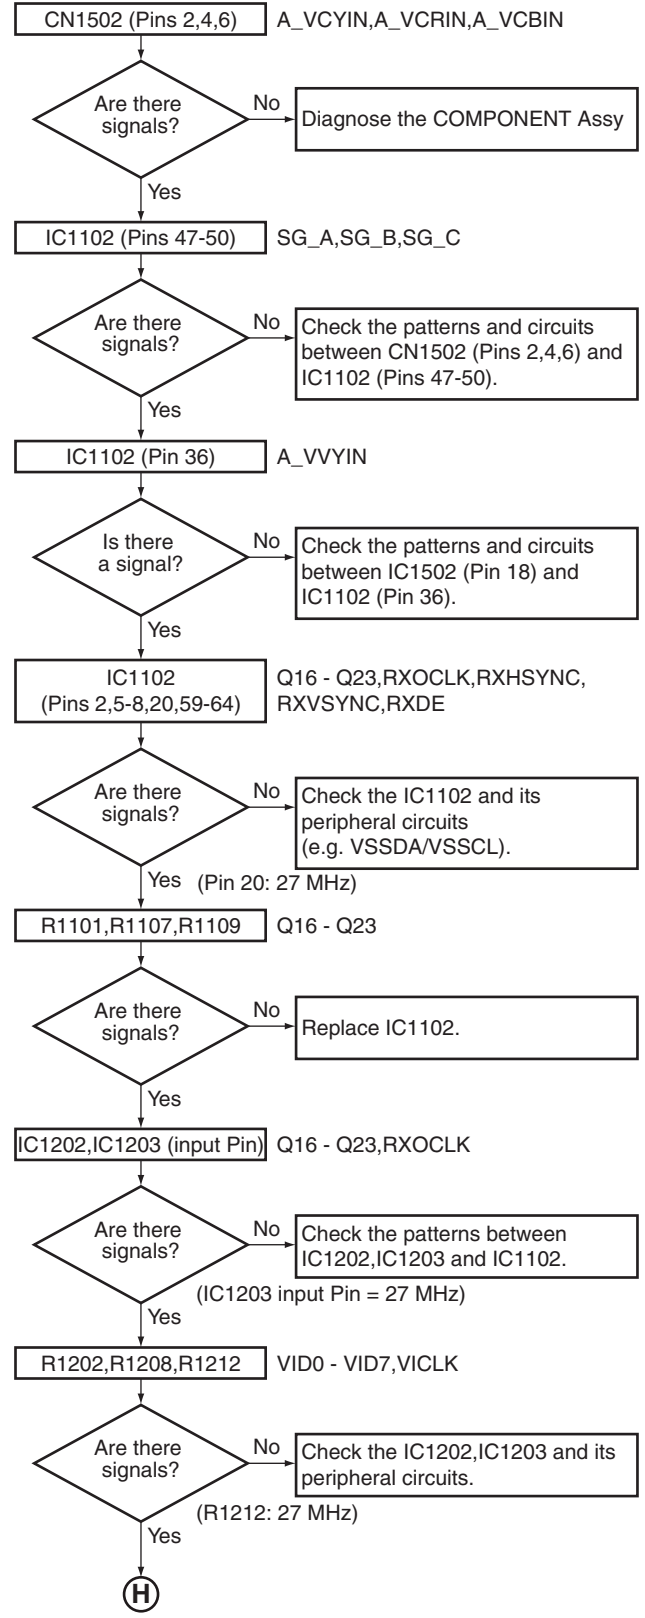 CN1502 (Pins 2,4,6) A_VCYIN,A_VCRIN,A_VCBIN
Are there
signals?
No
Diagnose the COMPONENT Assy
Yes
IC1102 (Pins 47-50) SG_A,SG_B,SG_C
Are there
signals?
No
Check the patterns and circuits
between CN1502 (Pins 2,4,6) and
IC1102 (Pins 47-50).
Yes
IC1102 (Pin 36) A_VVYIN
Is there
a signal?
No
Check the patterns and circuits
between IC1502 (Pin 18) and
IC1102 (Pin 36).
Yes
IC1102
(Pins 2,5-8,20,59-64)
Q16 - Q23,RXOCLK,RXHSYNC,
RXVSYNC,RXDE
Are there
signals?
No
Check the IC1102 and its
peripheral circuits
(e.g. VSSDA/VSSCL).
Yes (Pin 20: 27 MHz)
R1101,R1107,R1109 Q16 - Q23
Are there
signals?
No
Replace IC1102.
Yes
IC1202,IC1203 (input Pin) Q16 - Q23,RXOCLK
Are there
signals?
No
Check the patterns between
IC1202,IC1203 and IC1102.
(IC1203 input Pin = 27 MHz)
Yes
R1202,R1208,R1212 VID0 - VID7,VICLK
Are there
signals?
No
Check the IC1202,IC1203 and its
peripheral circuits.
(R1212: 27 MHz)
Yes
H